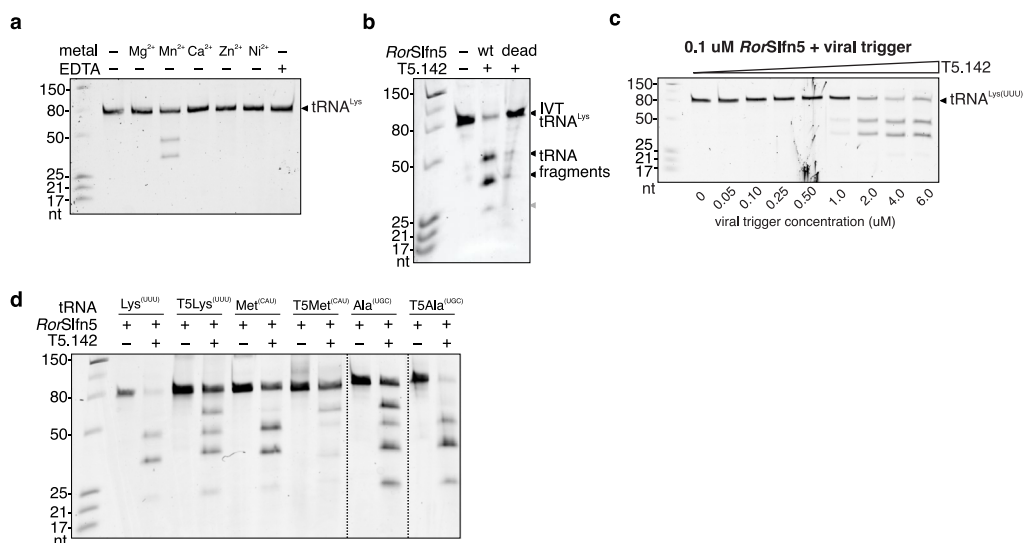 a
metal – Mg2+ Mn2+ Ca2+ Zn2+ Ni2+ –
EDTA +
150
80
50
25
21
17
nt
tRNALys
b
RorSlfn5 – wt dead
T5.142 – + +
150
80
50
25
21
17
nt
IVT
tRNALys
tRNA
fragments
c
0.1 uM RorSlfn5 + viral trigger
T5.142
150
80
50
25
21
17
nt
tRNALys(UUU)
0 0.05 0.10 0.25 0.50 1.0 2.0 4.0 6.0
viral trigger concentration (uM)
d
tRNA Lys(UUU) T5Lys(UUU) Met(CAU) T5Met(CAU) Ala(UGC) T5Ala(UGC)
RorSlfn5 + + + + + + + + + + + +
T5.142 – + – + – + – + – + – +
150
80
50
25
21
17
nt